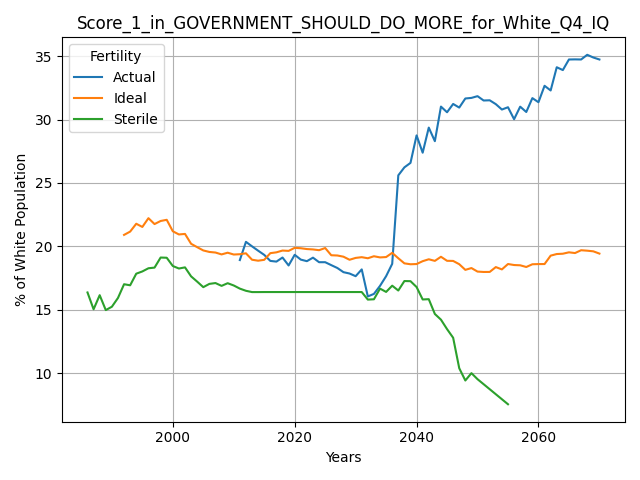 Score_1_in_GOVERNMENT_SHOULD_DO_MORE_for_White_Q4_IQ
Fertility
Actual
Ideal
Sterile
% of White Population
35
30
25
20
15
10
2000
2020
2040
2060
Years